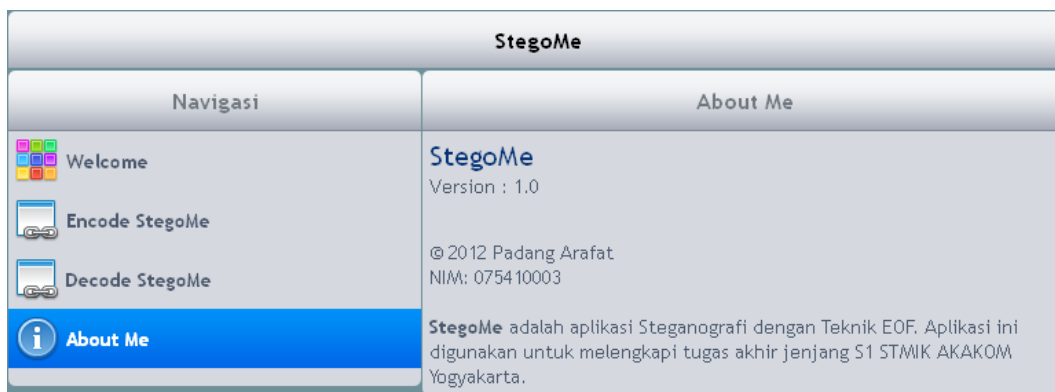 StegoMe
Navigasi
About Me
Welcome
Encode StegoMe
Decode StegoMe
About Me
StegoMe
Version : 1.0
© 2012 Padang Arafat
NIM: 075410003
StegoMe adalah aplikasi Steganografi dengan Teknik EOF. Aplikasi ini
digunakan untuk melengkapi tugas akhir jenjang S1 STMIK AKAKOM
Yogyakarta.